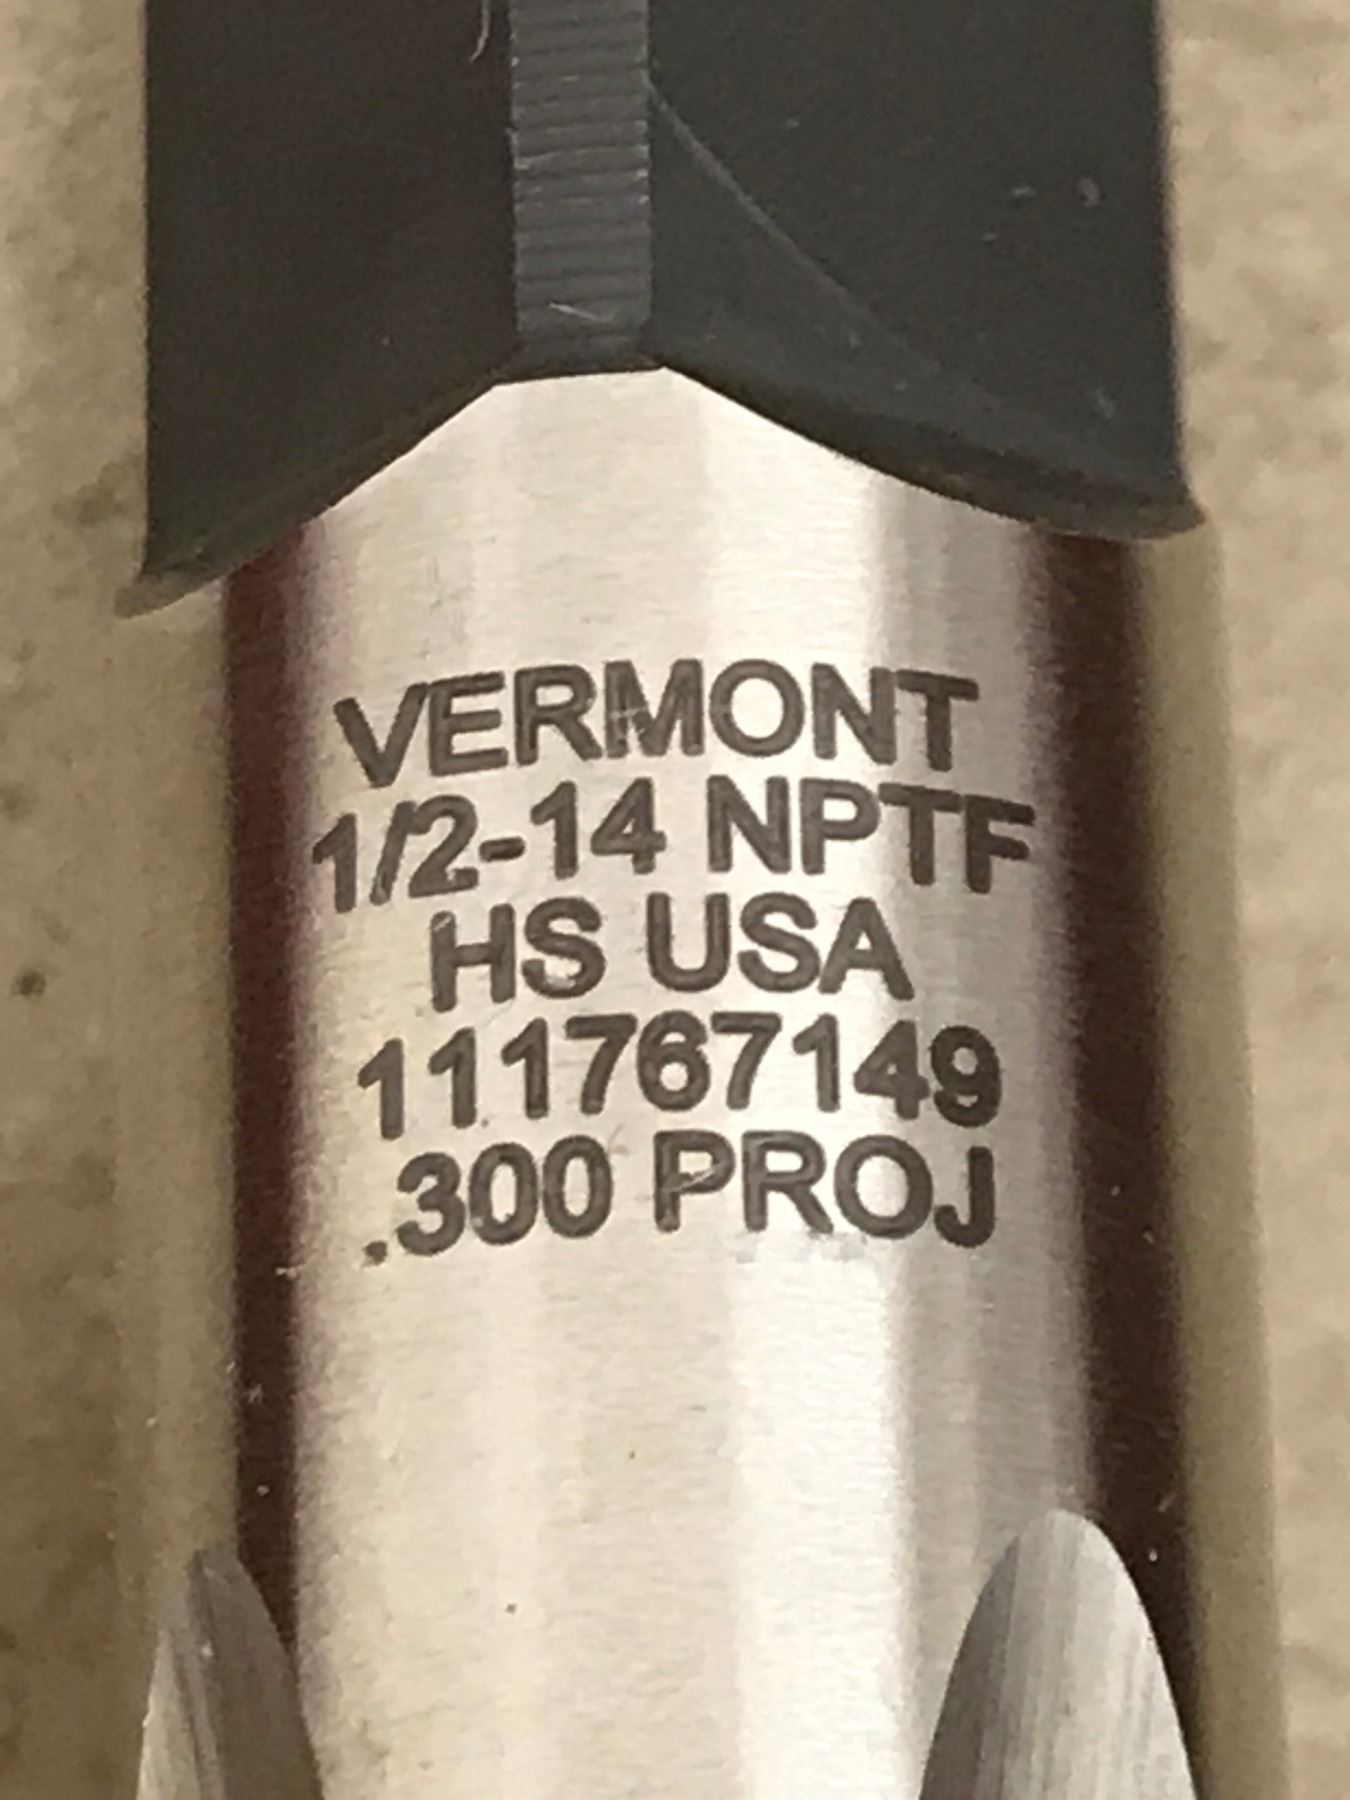 VERMONT
1/2-14 NPTF
HS USA
111767149
.300 PROJ